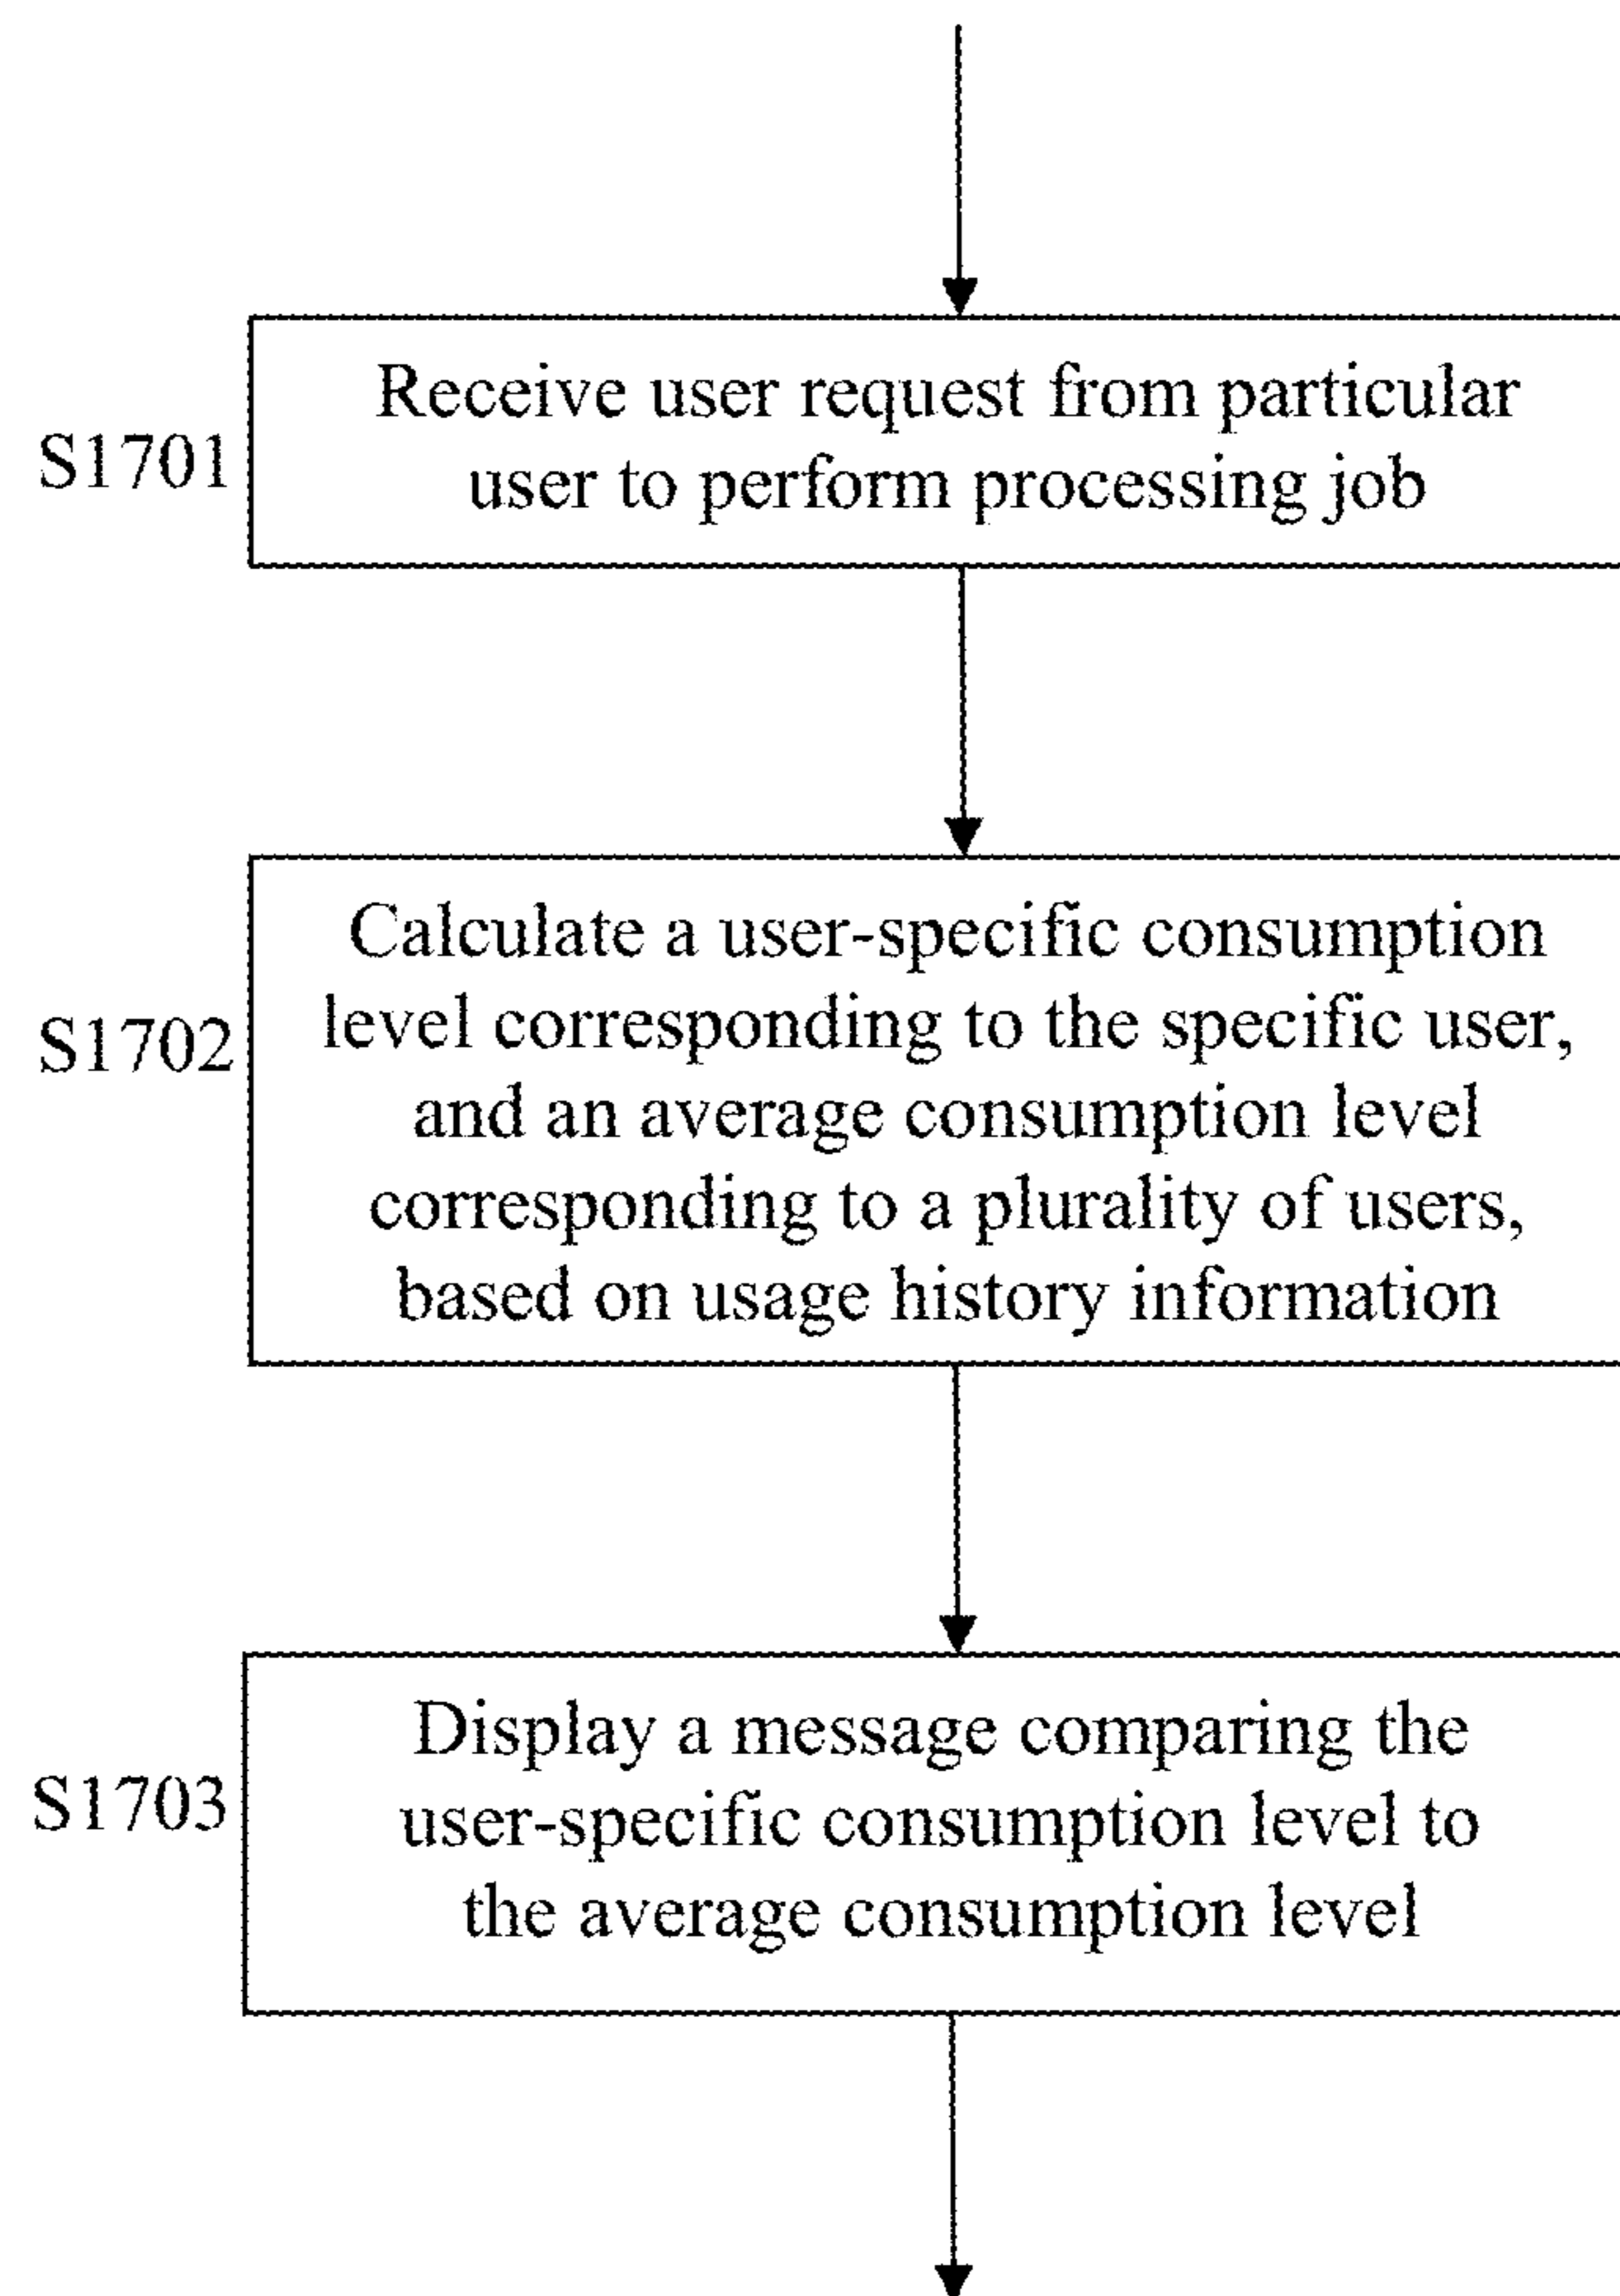 Receive user request from particular
S1701
user to perform processing job
Calculate a user-specific consumption
level corresponding to the specific user,
S1702
and an average consumption level
corresponding to a plurality of users,
based on usage history information
Display a message comparing the
S1703
user-specific consumption level to
the average consumption level